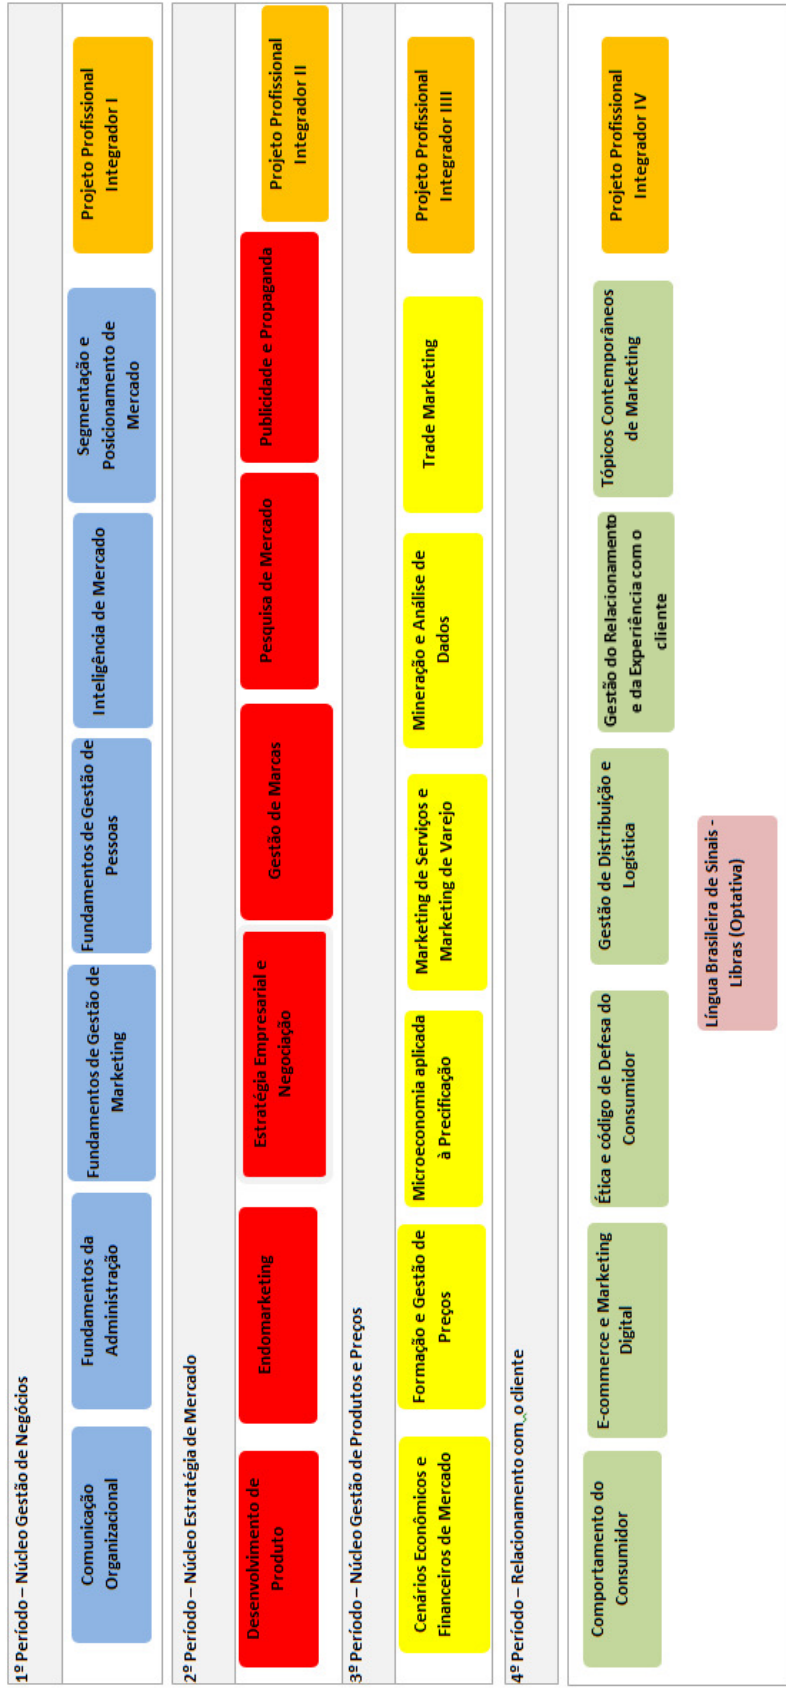 1º Período – Núcleo Gestão de Negócios
Comunicação
Organizacional
Fundamentos da
Administração
Fundamentos de Gestão de
Marketing
Fundamentos de Gestão de
Pessoas
Inteligência de Mercado
Segmentação e
Posicionamento de
Mercado
Projeto Profissional
Integrador I
2º Período – Núcleo Estratégia de Mercado
Desenvolvimento de
Produto
Endomarketing
Estratégia Empresarial e
Negociação
Gestão de Marcas
Pesquisa de Mercado
Publicidade e Propaganda
Projeto Profissional
Integrador II
3º Período – Núcleo Gestão de Produtos e Preços
Cenários Econômicos e
Financeiros de Mercado
Formação e Gestão de
Preços
Microeconomia aplicada
à Precificação
Marketing de Serviços e
Marketing de Varejo
Mineração e Análise de
Dados
Trade Marketing
Projeto Profissional
Integrador IIII
4º Período – Relacionamento com o cliente
Comportamento do
Consumidor
E-commerce e Marketing
Digital
Ética e código de Defesa do
Consumidor
Gestão de Distribuição e
Logística
Gestão do Relacionamento
e da Experiência com o
cliente
Tópicos Contemporâneos
de Marketing
Projeto Profissional
Integrador IV
Língua Brasileira de Sinais -
Libras (Optativa)